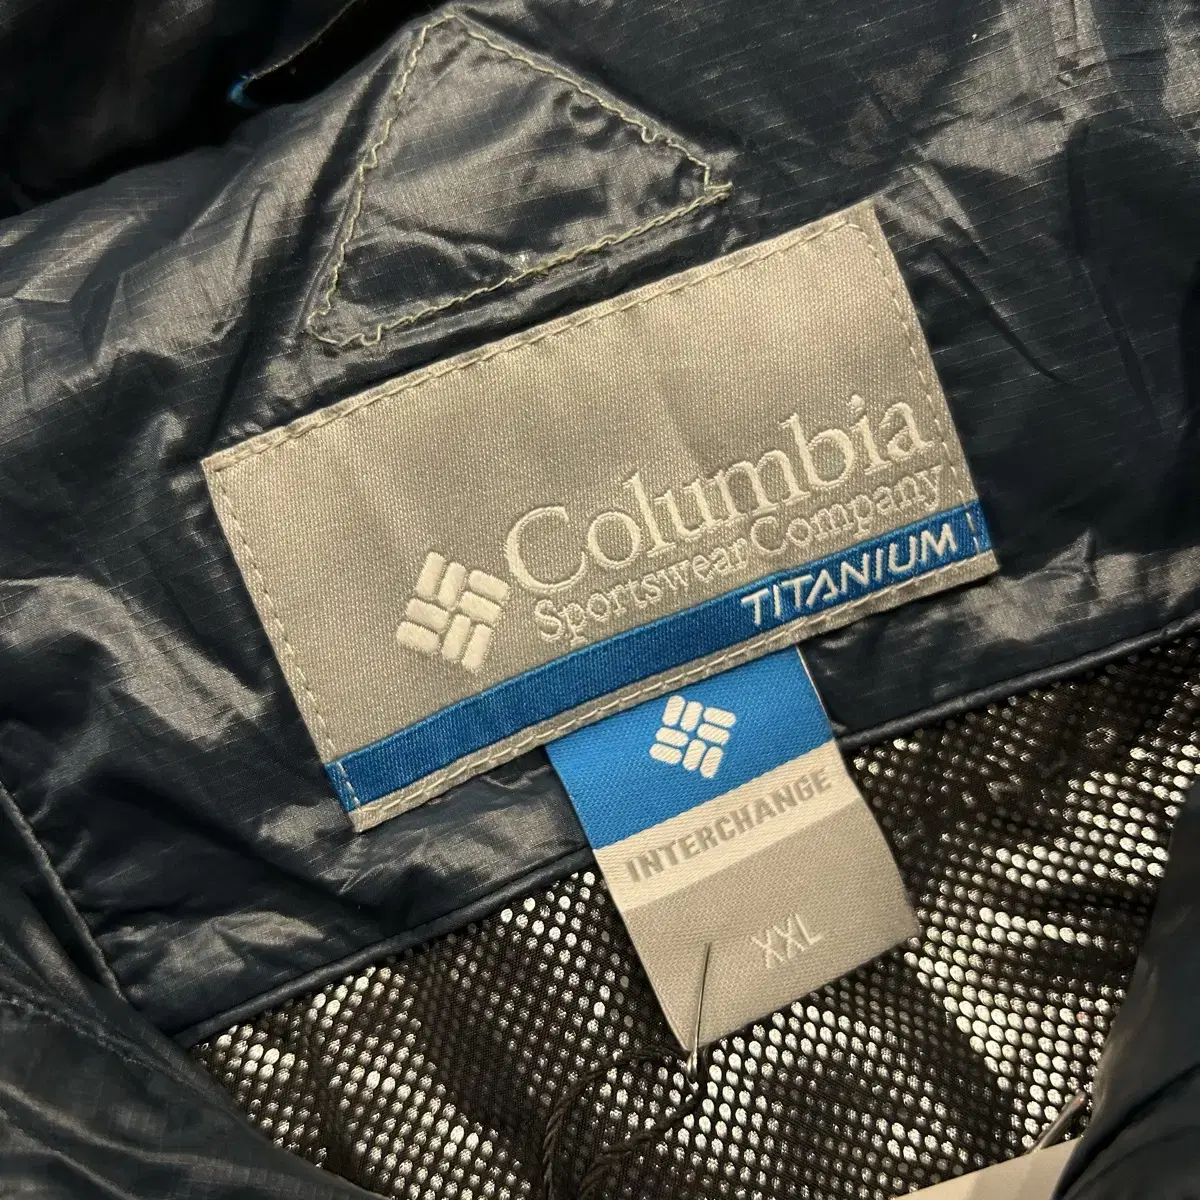 Columbia
Sportswear Company
TITANIUM
INTERCHANGE
XXL